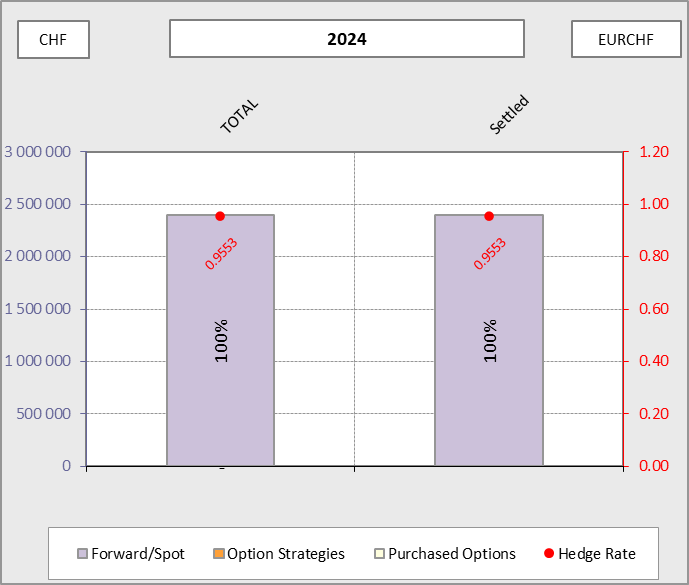 CHF
2024
EURCHF
TOTAL
Settled
3 000 000
2 500 000
2 000 000
1 500 000
1 000 000
500 000
0
1.20
1.00
0.80
0.60
0.40
0.20
0.00
0.9553
100%
0.9553
100%
Forward/Spot
Option Strategies
Purchased Options
Hedge Rate